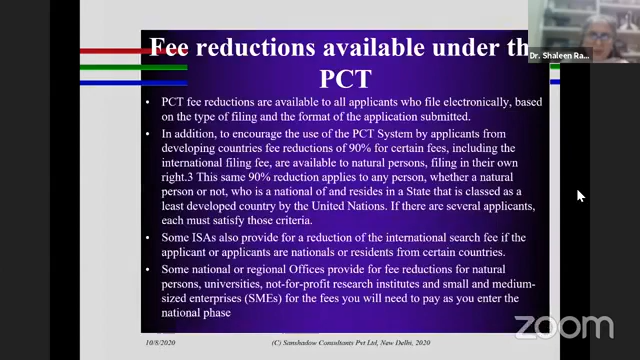 Fee reductions available under th
PCT
Dr. Shaleen Ra...
• PCT fee reductions are available to all applicants who file electronically, based
on the type of filing and the format of the application submitted.
• In addition, to encourage the use of the PCT System by applicants from
developing countries fee reductions of 90% for certain fees, including the
international filing fee, are available to natural persons, filing in their own
right.3 This same 90% reduction applies to any person, whether a natural
person or not, who is a national of and resides in a State that is classed as a
least developed country by the United Nations. If there are several applicants,
each must satisfy those criteria.
• Some ISAs also provide for a reduction of the international search fee if the
applicant or applicants are nationals or residents from certain countries.
• Some national or regional Offices provide for fee reductions for natural
persons, universities, not-for-profit research institutes and small and medium-
sized enterprises (SMEs) for the fees you will need to pay as you enter the
national phase
10/8/2020
(C) Sanshadow Consultants Pvt Ltd, New Delhi, 2020
zoom